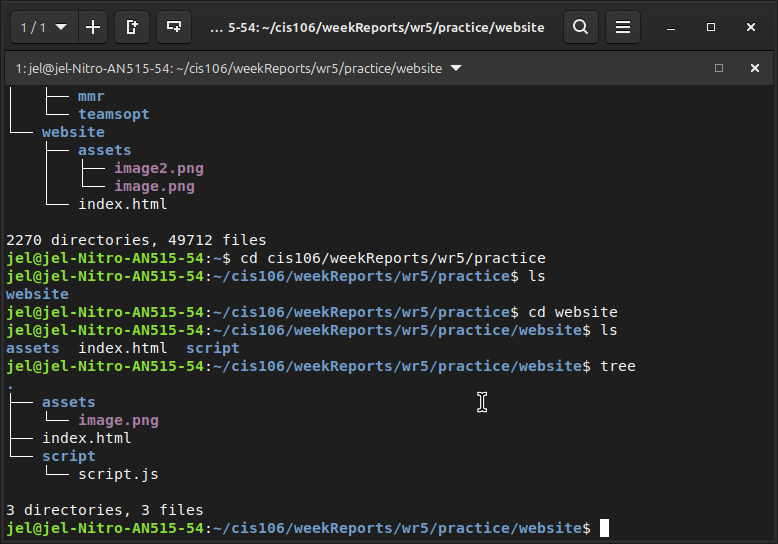 1 / 1
... 5-54: ~/cis106/weekReports/wr5/practice/website
1: jel@jel-Nitro-AN515-54: ~/cis106/weekReports/wr5/practice/website
│   ├── mmr
│   └── teamsopt
└── website
    ├── assets
    │   ├── image2.png
    │   └── image.png
    └── index.html
2270 directories, 49712 files
jel@jel-Nitro-AN515-54:~$ cd cis106/weekReports/wr5/practice
jel@jel-Nitro-AN515-54:~/cis106/weekReports/wr5/practice$ ls
website
jel@jel-Nitro-AN515-54:~/cis106/weekReports/wr5/practice$ cd website
jel@jel-Nitro-AN515-54:~/cis106/weekReports/wr5/practice/website$ ls
assets  index.html  script
jel@jel-Nitro-AN515-54:~/cis106/weekReports/wr5/practice/website$ tree
.
├── assets
│   └── image.png
├── index.html
└── script
    └── script.js
3 directories, 3 files
jel@jel-Nitro-AN515-54:~/cis106/weekReports/wr5/practice/website$